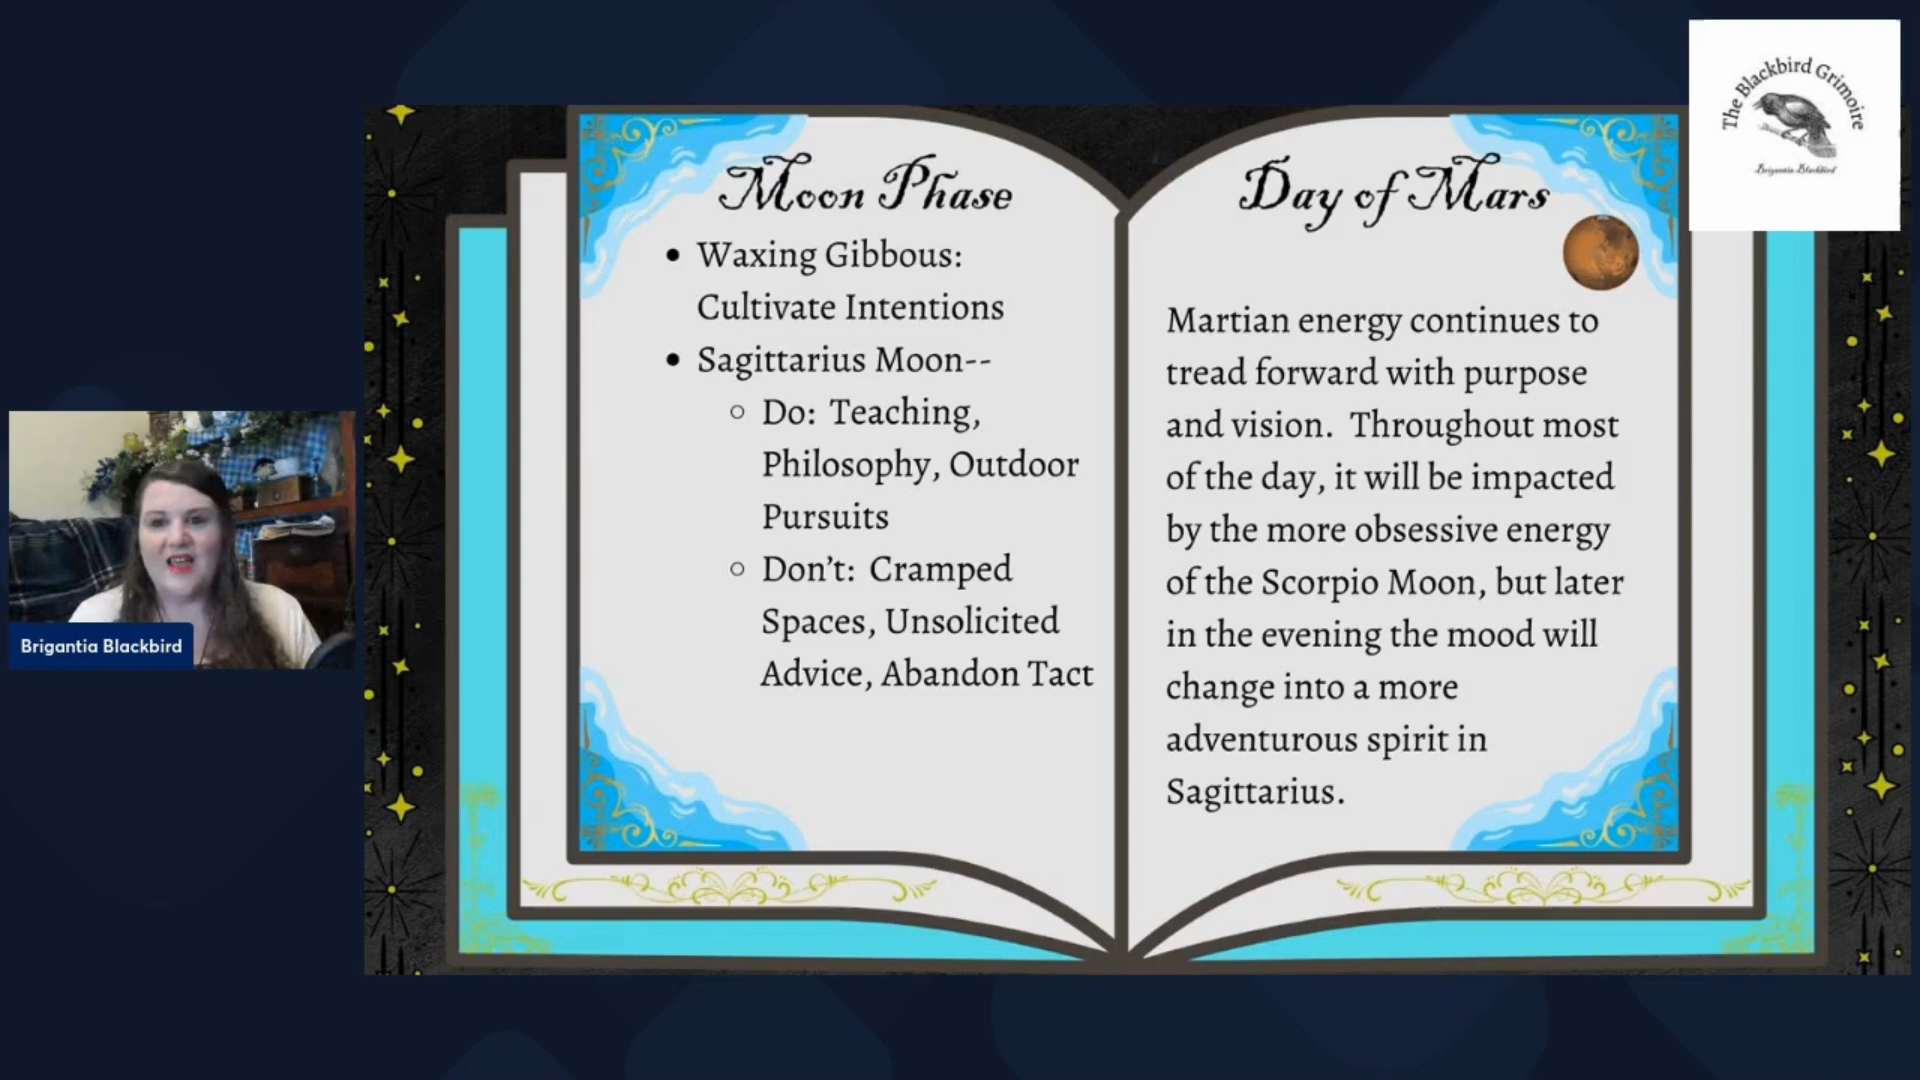 The Blackbird Grimoire
Brigantia Blackbird
Moon Phase
• Waxing Gibbous:
Cultivate Intentions
• Sagittarius Moon--
○ Do: Teaching,
Philosophy, Outdoor
Pursuits
○ Don’t: Cramped
Spaces, Unsolicited
Advice, Abandon Tact
Day of Mars
Martian energy continues to
tread forward with purpose
and vision. Throughout most
of the day, it will be impacted
by the more obsessive energy
of the Scorpio Moon, but later
in the evening the mood will
change into a more
adventurous spirit in
Sagittarius.
Brigantia Blackbird